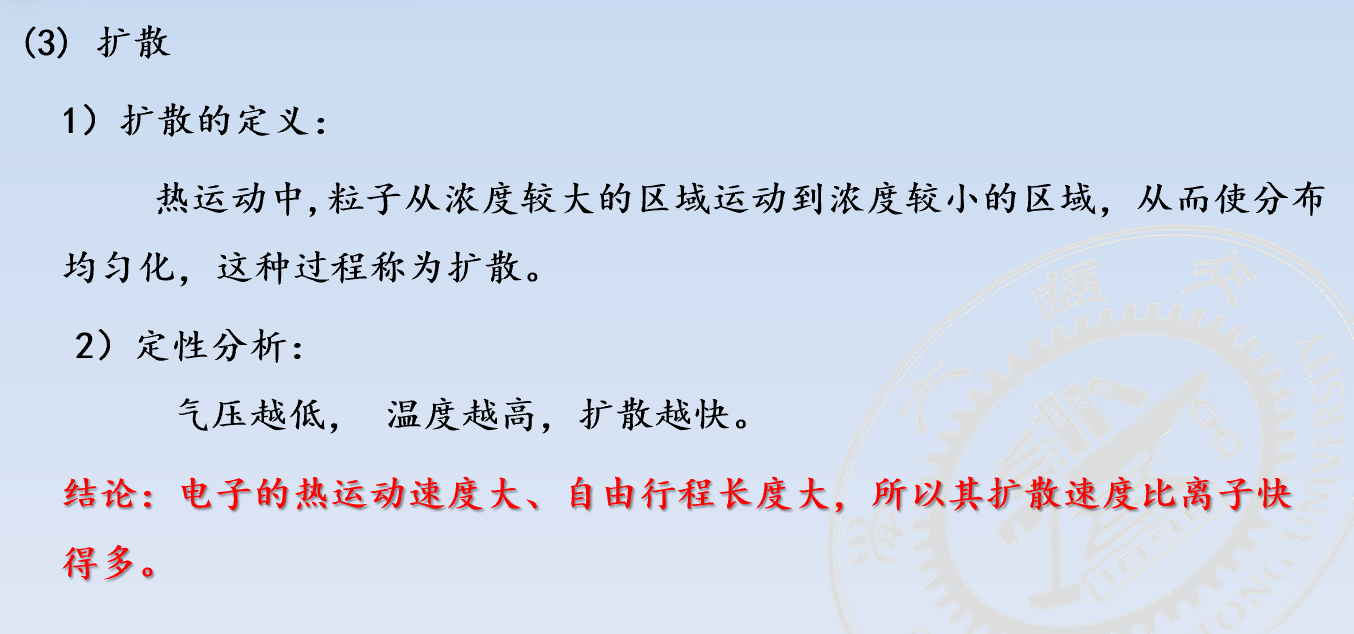 (3) 扩散
1) 扩散的定义:
热运动中,粒子从浓度较大的区域运动到浓度较小的区域，从而使分布
均匀化，这种过程称为扩散。
2) 定性分析:
气压越低， 温度越高，扩散越快。
结论：电子的热运动速度大、自由行程长度大，所以其扩散速度比离子快
得多。